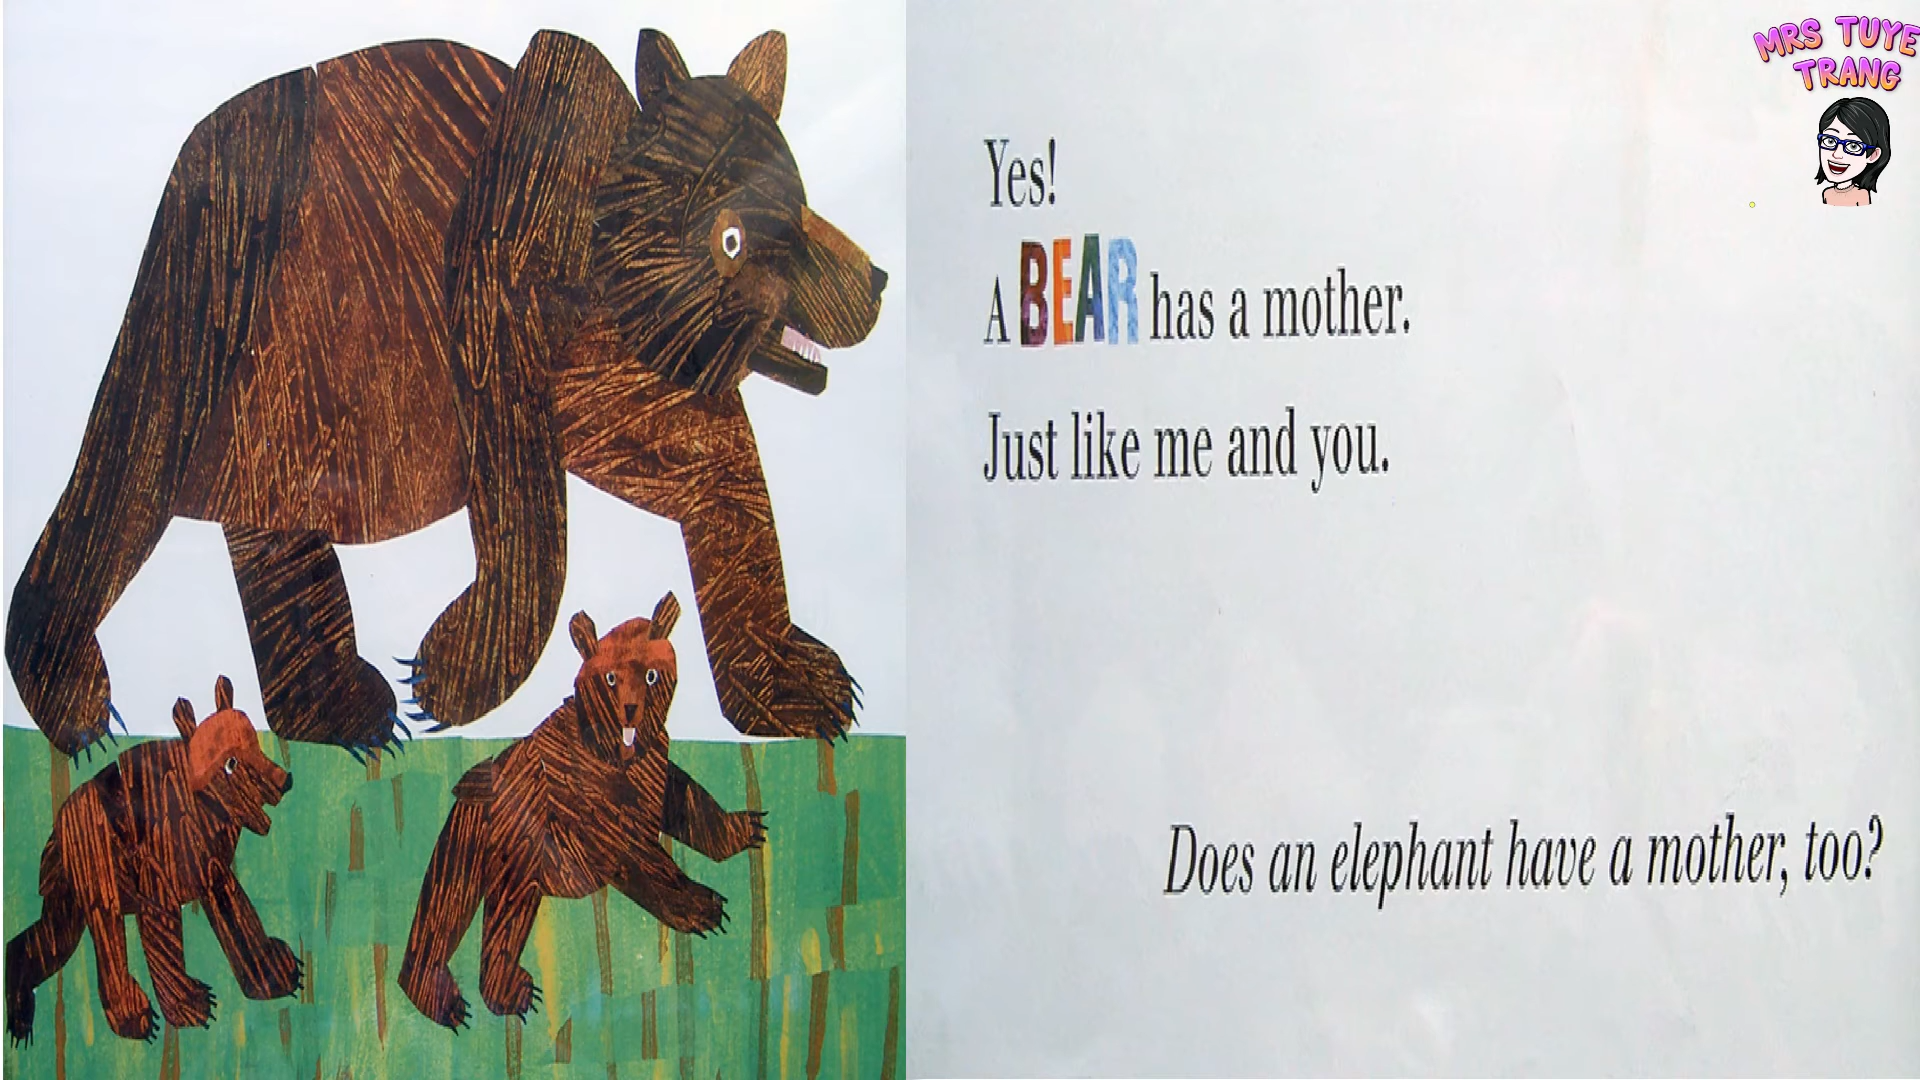 MRS TUYE
TRANG
Yes!
A BEAR has a mother.
Just like me and you.
Does an elephant have a mother, too?